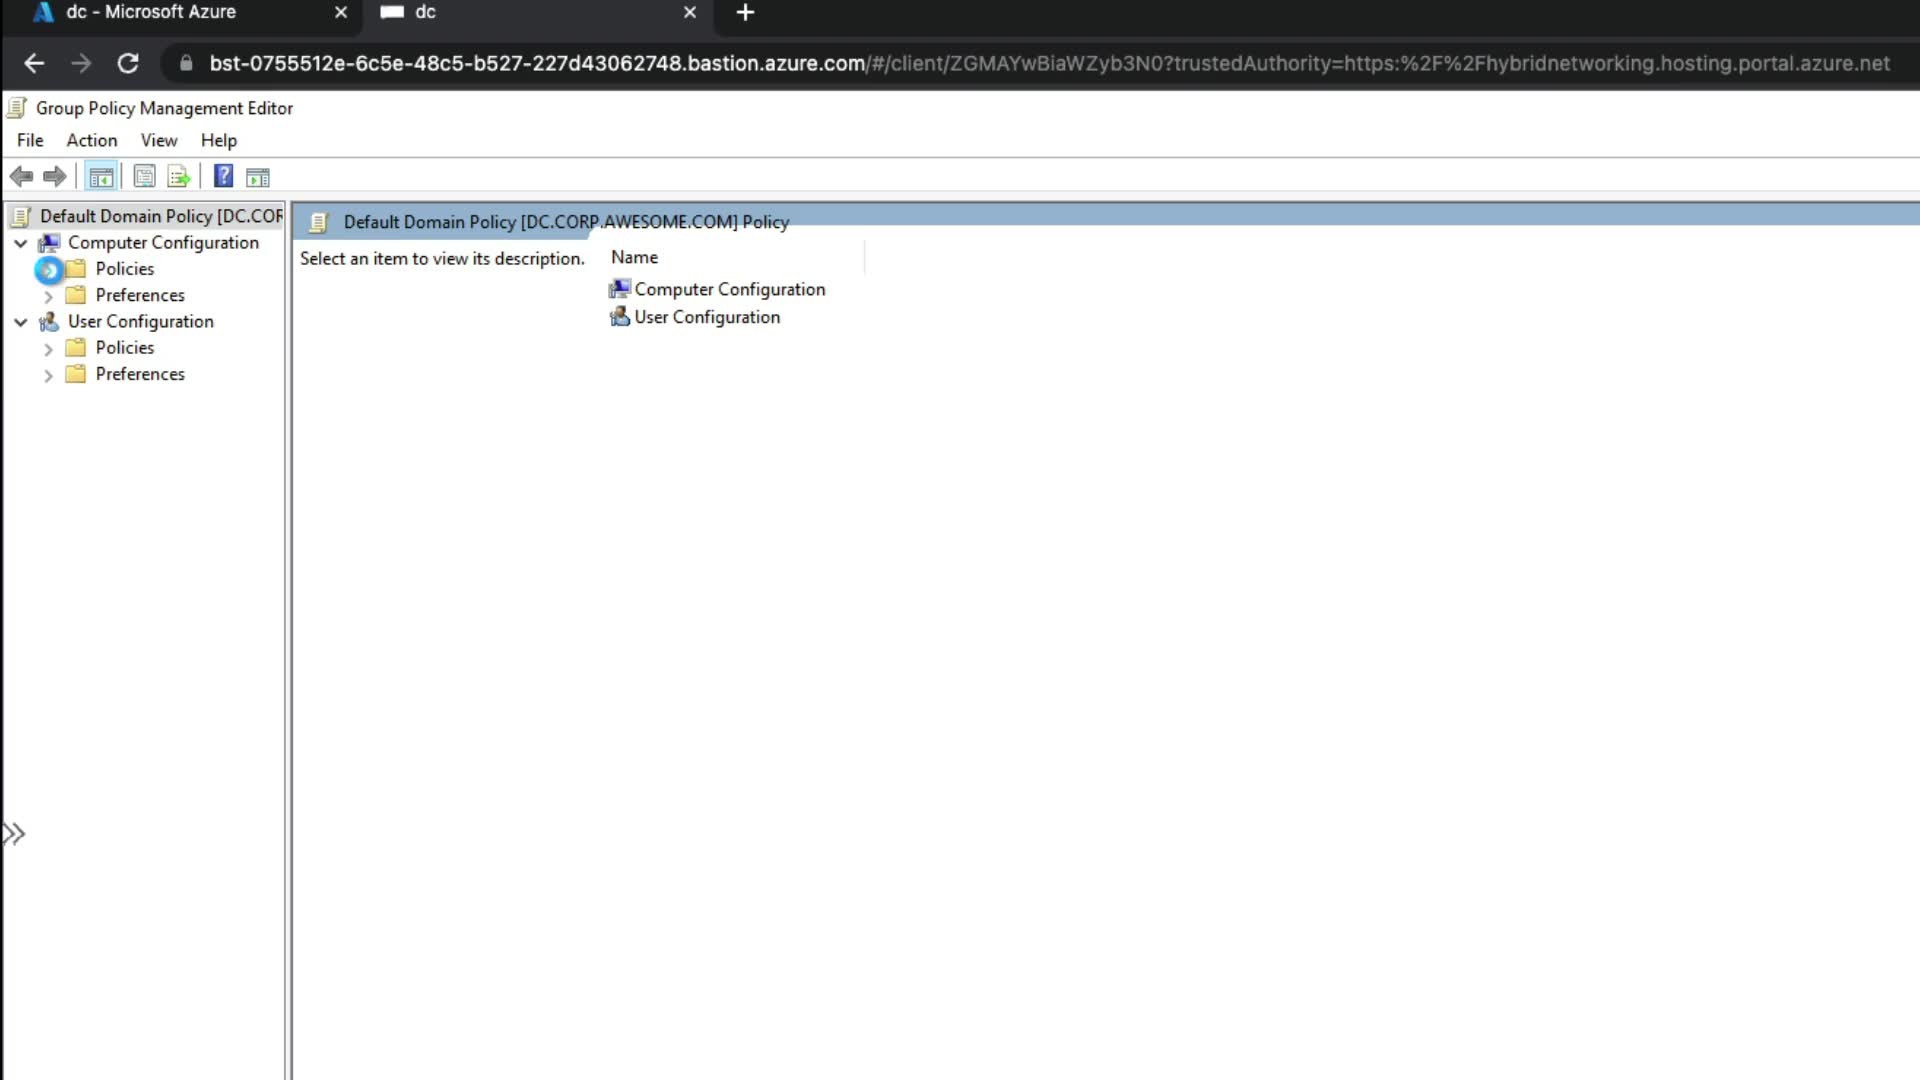 dc - Microsoft Azure
dc
bst-0755512e-6c5e-48c5-b527-227d43062748.bastion.azure.com/#/client/ZGMAYwBiaWZyb3N0?trustedAuthority=https:%2F%2Fhybridnetworking.hosting.portal.azure.net
Group Policy Management Editor
File Action View Help
Default Domain Policy [DC.COR
Computer Configuration
Policies
Preferences
User Configuration
Policies
Preferences
Default Domain Policy [DC.CORP.AWESOME.COM] Policy
Select an item to view its description.
Name
Computer Configuration
User Configuration